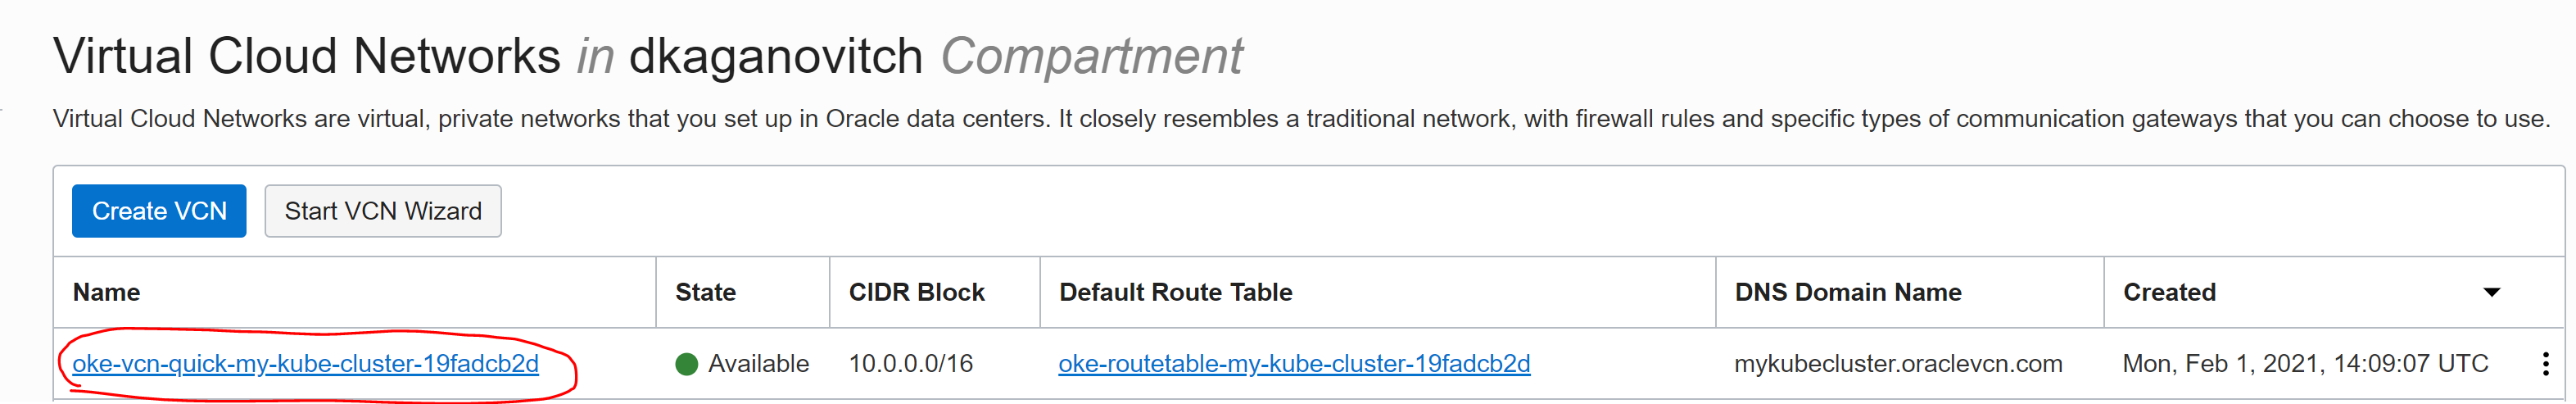 Virtual Cloud Networks in dkaganovitch Compartment
Virtual Cloud Networks are virtual, private networks that you set up in Oracle data centers. It closely resembles a traditional network, with firewall rules and specific types of communication gateways that you can choose to use.
Create VCN Start VCN Wizard
Name State CIDR Block Default Route Table DNS Domain Name Created
oke-vcn-quick-my-kube-cluster-19fadcb2d Available 10.0.0.0/16 oke-routetable-my-kube-cluster-19fadcb2d mykubecluster.oraclevcn.com Mon, Feb 1, 2021, 14:09:07 UTC